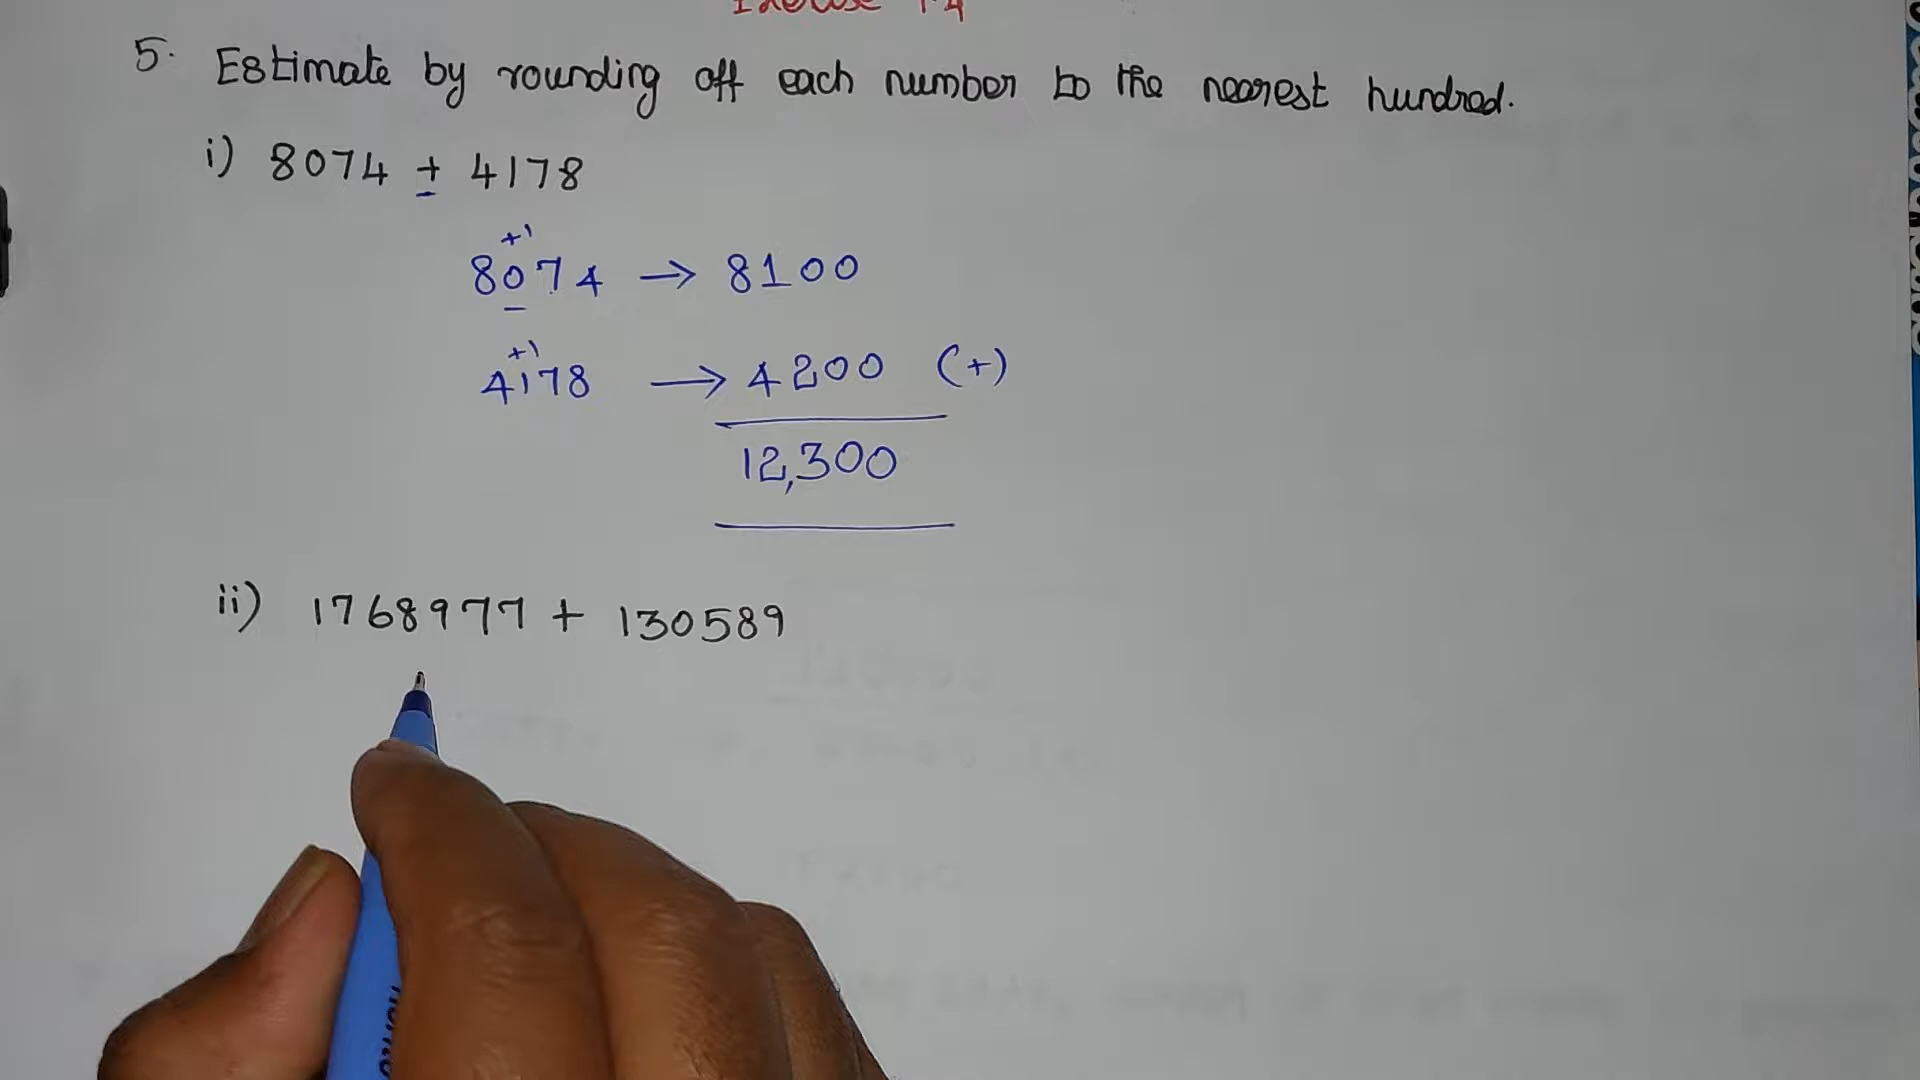 5. Estimate by rounding off each number to the nearest hundred.
i) 8074 + 4178
+1
8074 → 8100
+1
4178 → 4200 (+)
12,300
ii) 1768977 + 130589